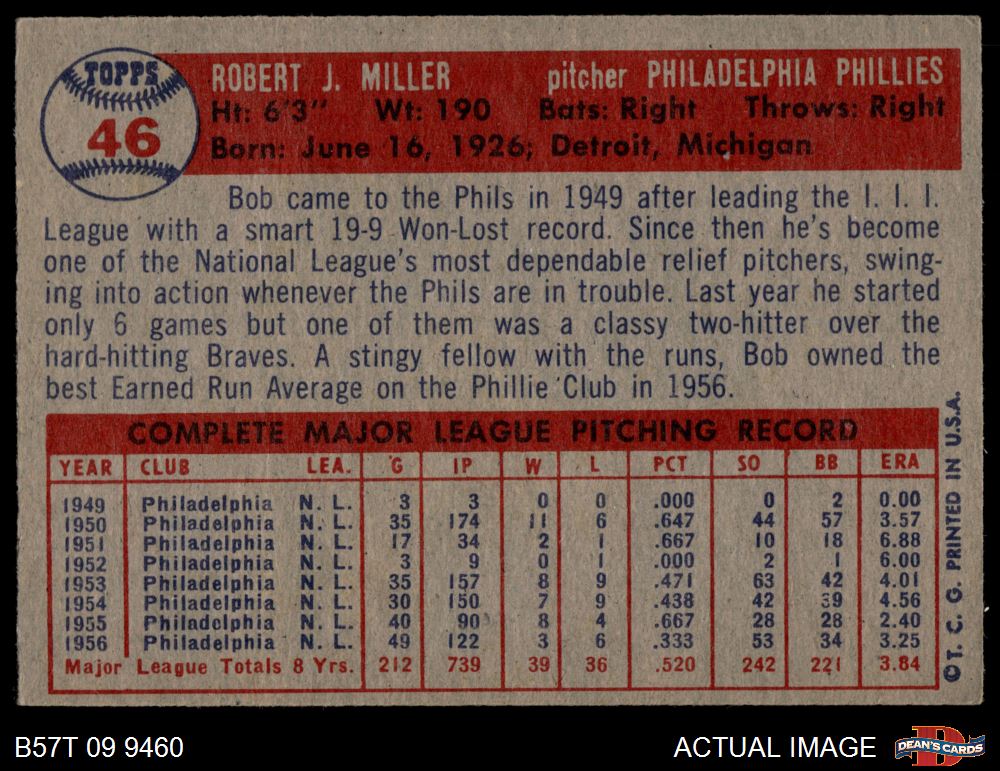 TOPPS
46
ROBERT J. MILLER pitcher PHILADELPHIA PHILLIES
Ht: 6'3" Wt: 190 Bats: Right Throws: Right
Born: June 16, 1926; Detroit, Michigan
Bob came to the Phils in 1949 after leading the I. I. I.
League with a smart 19-9 Won-Lost record. Since then he's become
one of the National League's most dependable relief pitchers, swing-
ing into action whenever the Phils are in trouble. Last year he started
only 6 games but one of them was a classy two-hitter over the
hard-hitting Braves. A stingy fellow with the runs, Bob owned the
best Earned Run Average on the Phillie Club in 1956.
COMPLETE MAJOR LEAGUE PITCHING RECORD
YEAR CLUB LEA. G IP W L PCT SO BB ERA
1949 Philadelphia N. L. 3 3 0 0 .000 0 2 0.00
1950 Philadelphia N. L. 35 174 11 6 .647 44 57 3.57
1951 Philadelphia N. L. 17 34 2 1 .667 10 18 6.88
1952 Philadelphia N. L. 3 9 0 1 .000 2 1 6.00
1953 Philadelphia N. L. 35 157 8 9 .471 63 42 4.01
1954 Philadelphia N. L. 30 150 7 9 .438 42 39 4.56
1955 Philadelphia N. L. 40 90 8 4 .667 28 28 2.40
1956 Philadelphia N. L. 49 122 3 6 .333 53 34 3.25
Major League Totals 8 Yrs. 212 739 39 36 .520 242 221 3.84
© T. C. G. PRINTED IN U.S.A.
B57T 09 9460 ACTUAL IMAGE DEAN'S CARDS